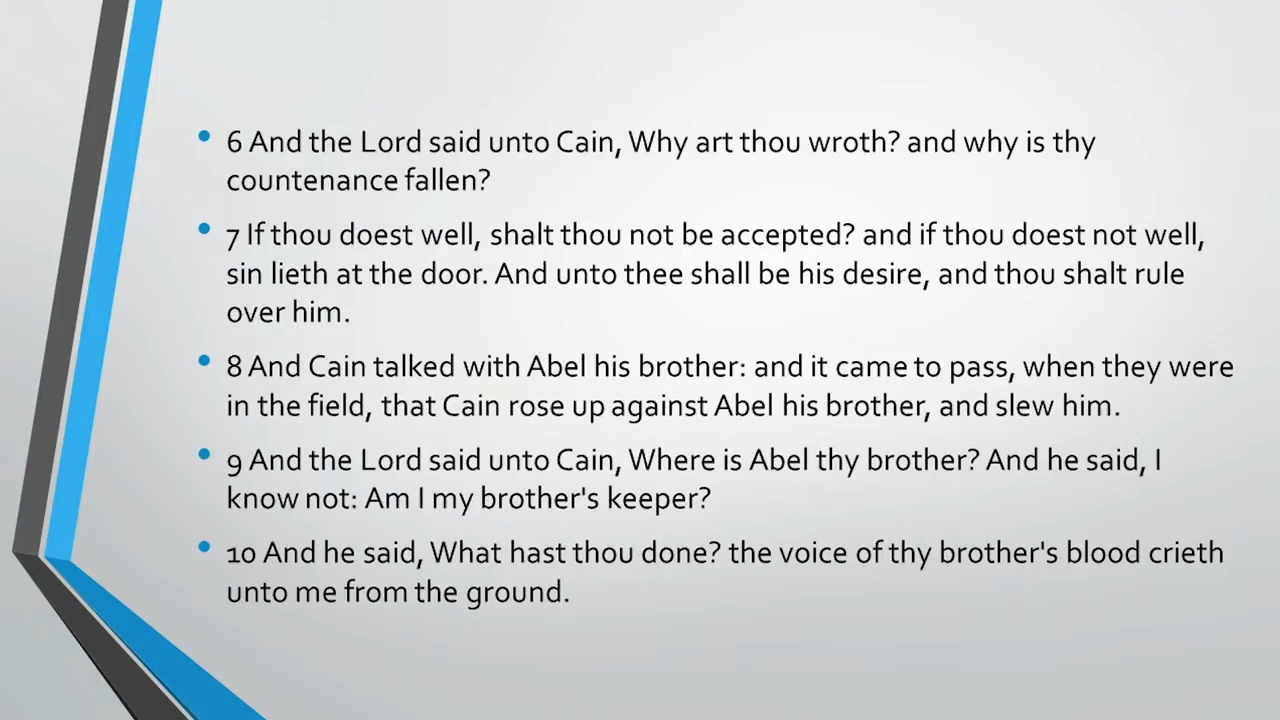 • 6 And the Lord said unto Cain, Why art thou wroth? and why is thy
countenance fallen?
• 7 If thou doest well, shalt thou not be accepted? and if thou doest not well,
sin lieth at the door. And unto thee shall be his desire, and thou shalt rule
over him.
• 8 And Cain talked with Abel his brother: and it came to pass, when they were
in the field, that Cain rose up against Abel his brother, and slew him.
• 9 And the Lord said unto Cain, Where is Abel thy brother? And he said, I
know not: Am I my brother's keeper?
• 10 And he said, What hast thou done? the voice of thy brother's blood crieth
unto me from the ground.